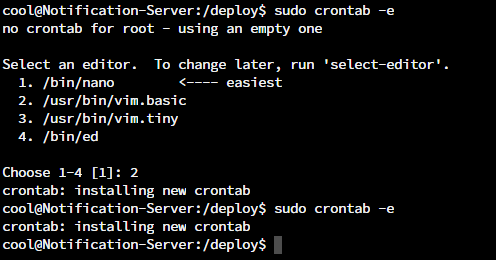 cool@Notification-Server:/deploy$ sudo crontab -e
no crontab for root - using an empty one
Select an editor.  To change later, run 'select-editor'.
  1. /bin/nano        <---- easiest
  2. /usr/bin/vim.basic
  3. /usr/bin/vim.tiny
  4. /bin/ed
Choose 1-4 [1]: 2
crontab: installing new crontab
cool@Notification-Server:/deploy$ sudo crontab -e
crontab: installing new crontab
cool@Notification-Server:/deploy$